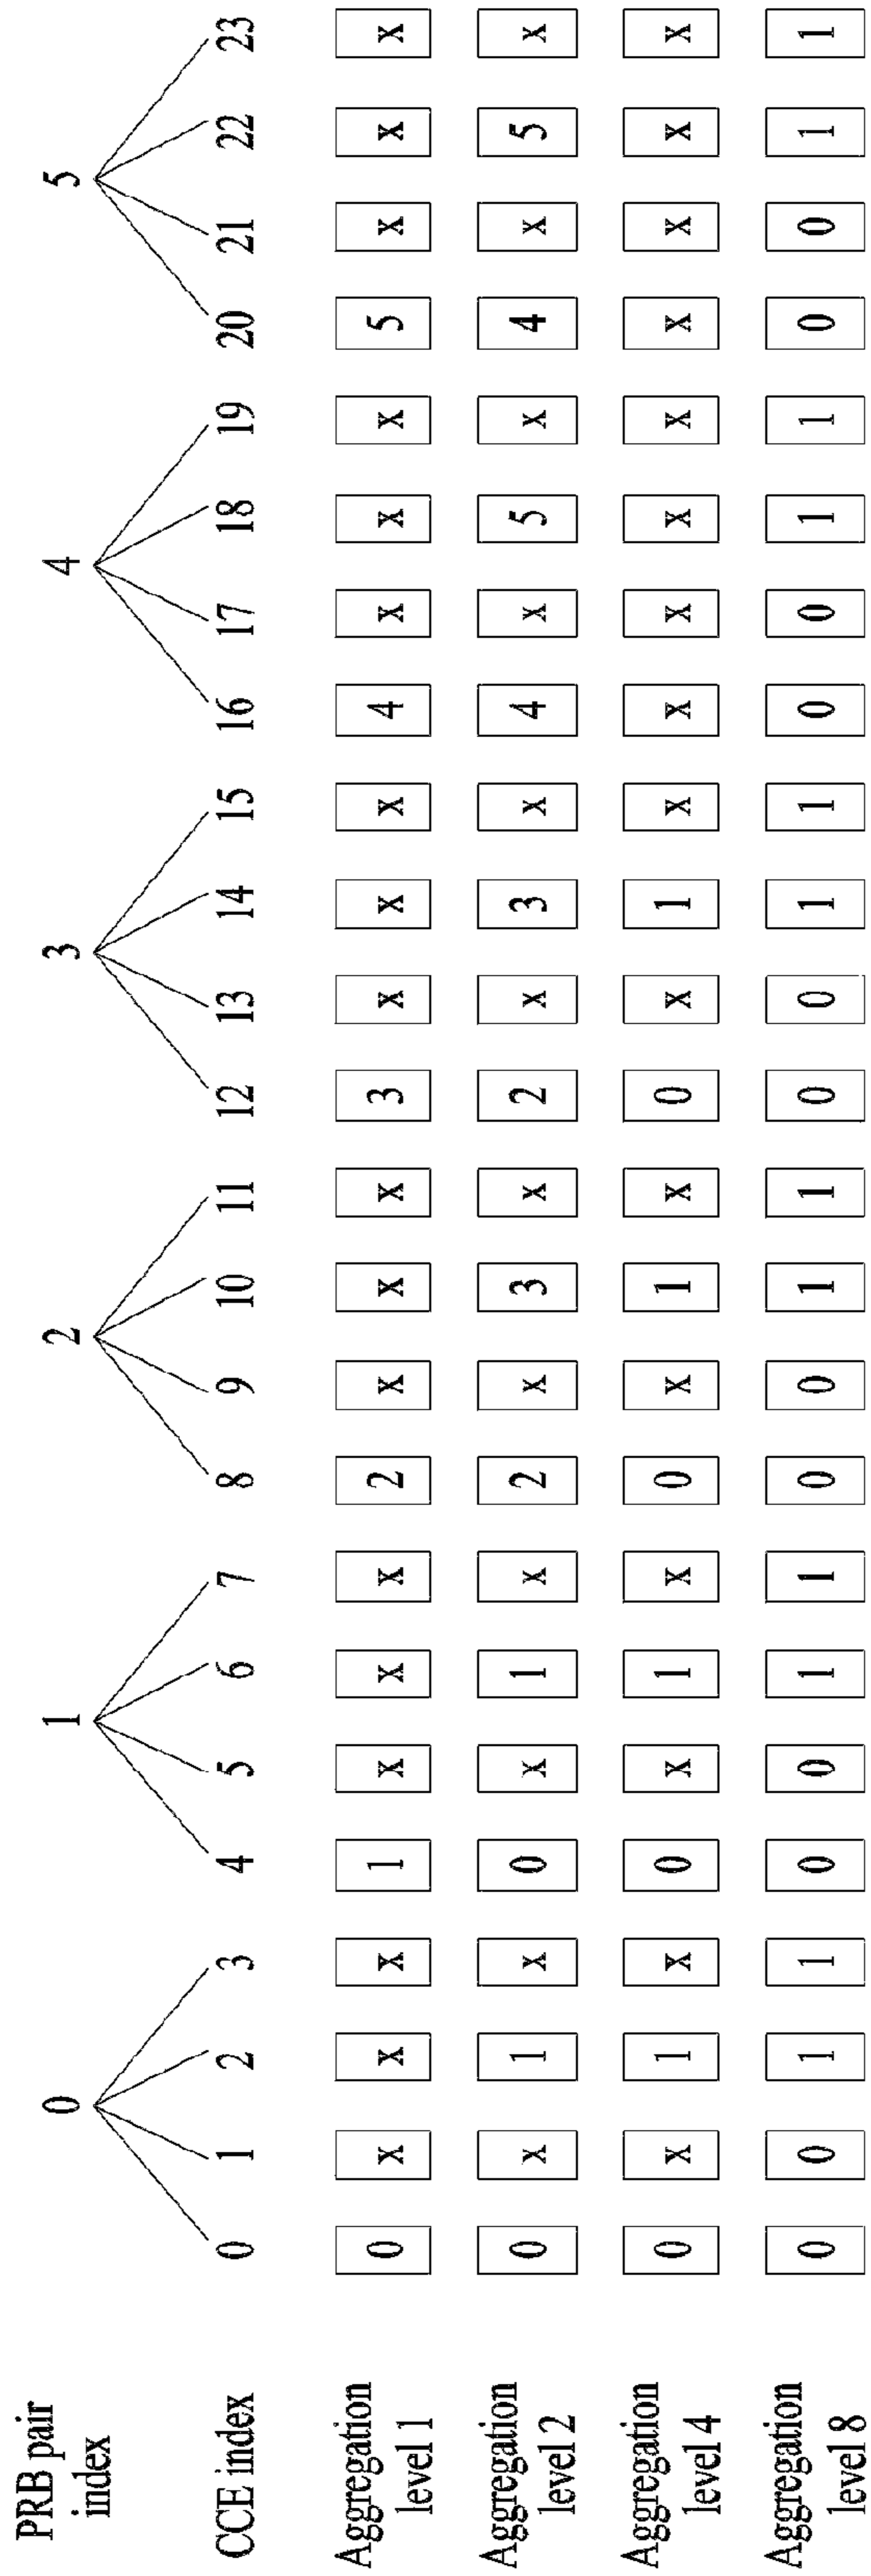 PRB pair index 0 1 2 3 4 5
CCE index 0 1 2 3 4 5 6 7 8 9 10 11 12 13 14 15 16 17 18 19 20 21 22 23
Aggregation level 1 0 x x x 1 x x x 2 x x x 3 x x x 4 x x x 5 x x x
Aggregation level 2 0 x 1 x 0 x 1 x 2 x 3 x 2 x 3 x 4 x 5 x 4 x 5 x
Aggregation level 4 0 x 1 x 0 x 1 x 0 x 1 x 0 x 1 x x x x x x x x x
Aggregation level 8 0 0 1 1 0 0 1 1 0 0 1 1 0 0 1 1 0 0 1 1 0 0 1 1